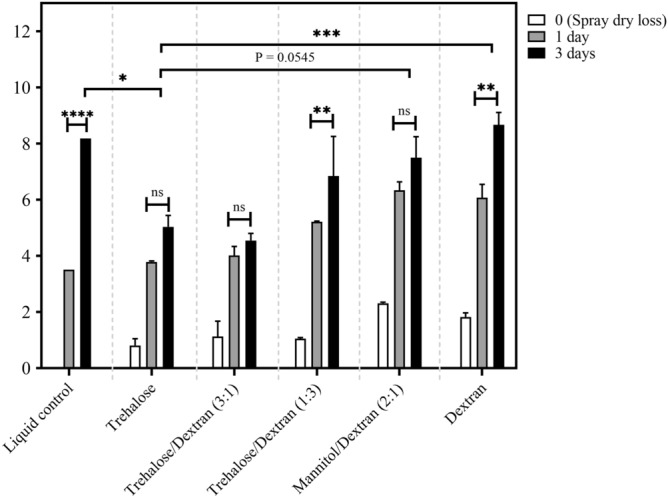 0 (Spray dry loss)
1 day
3 days
12
10
8
6
4
2
0
***
P = 0.0545
*
****
ns
ns
**
ns
**
Liquid control
Trehalose
Trehalose/Dextran (3:1)
Trehalose/Dextran (1:3)
Mannitol/Dextran (2:1)
Dextran